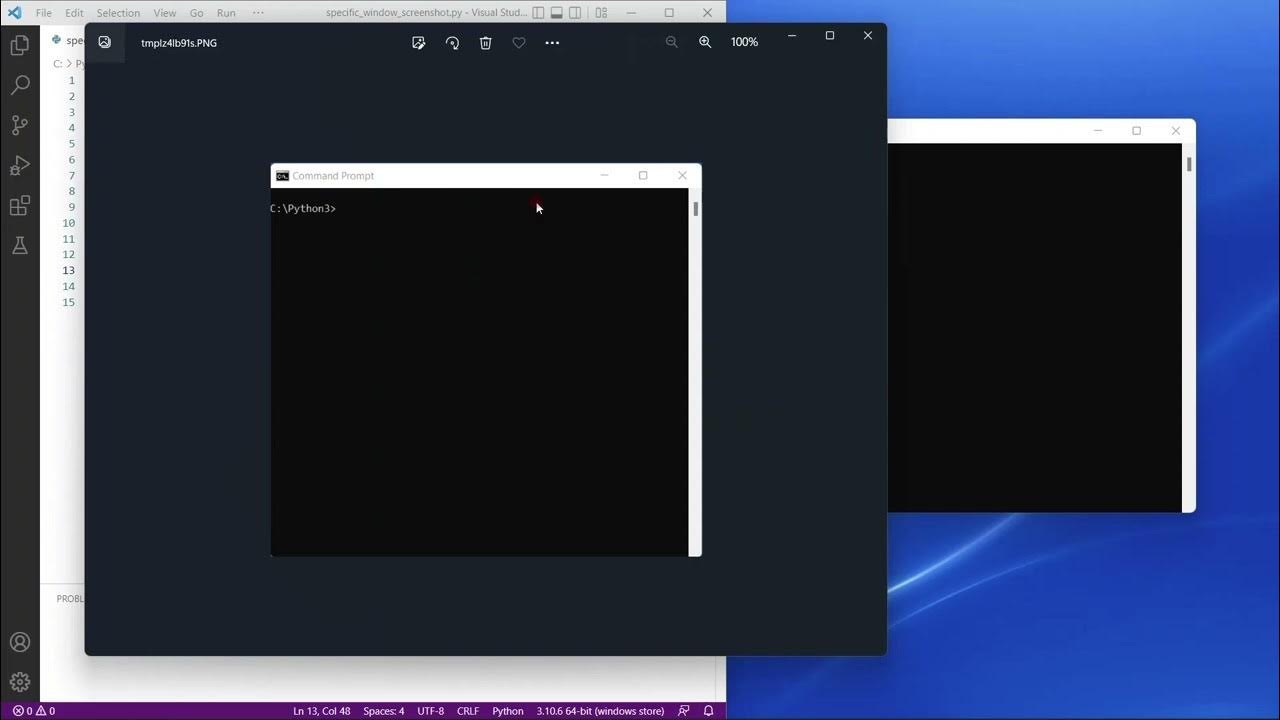 File Edit Selection View Go Run ··· specific_window_screenshot.py - Visual Stud...
tmplz4lb91s.PNG
100%
spe
C: > Py
1
2
3
4
5
6
7
8
9
10
11
12
13
14
15
Command Prompt
C:\Python3>
PROBL
0 0 Ln 13, Col 48 Spaces: 4 UTF-8 CRLF Python 3.10.6 64-bit (windows store)